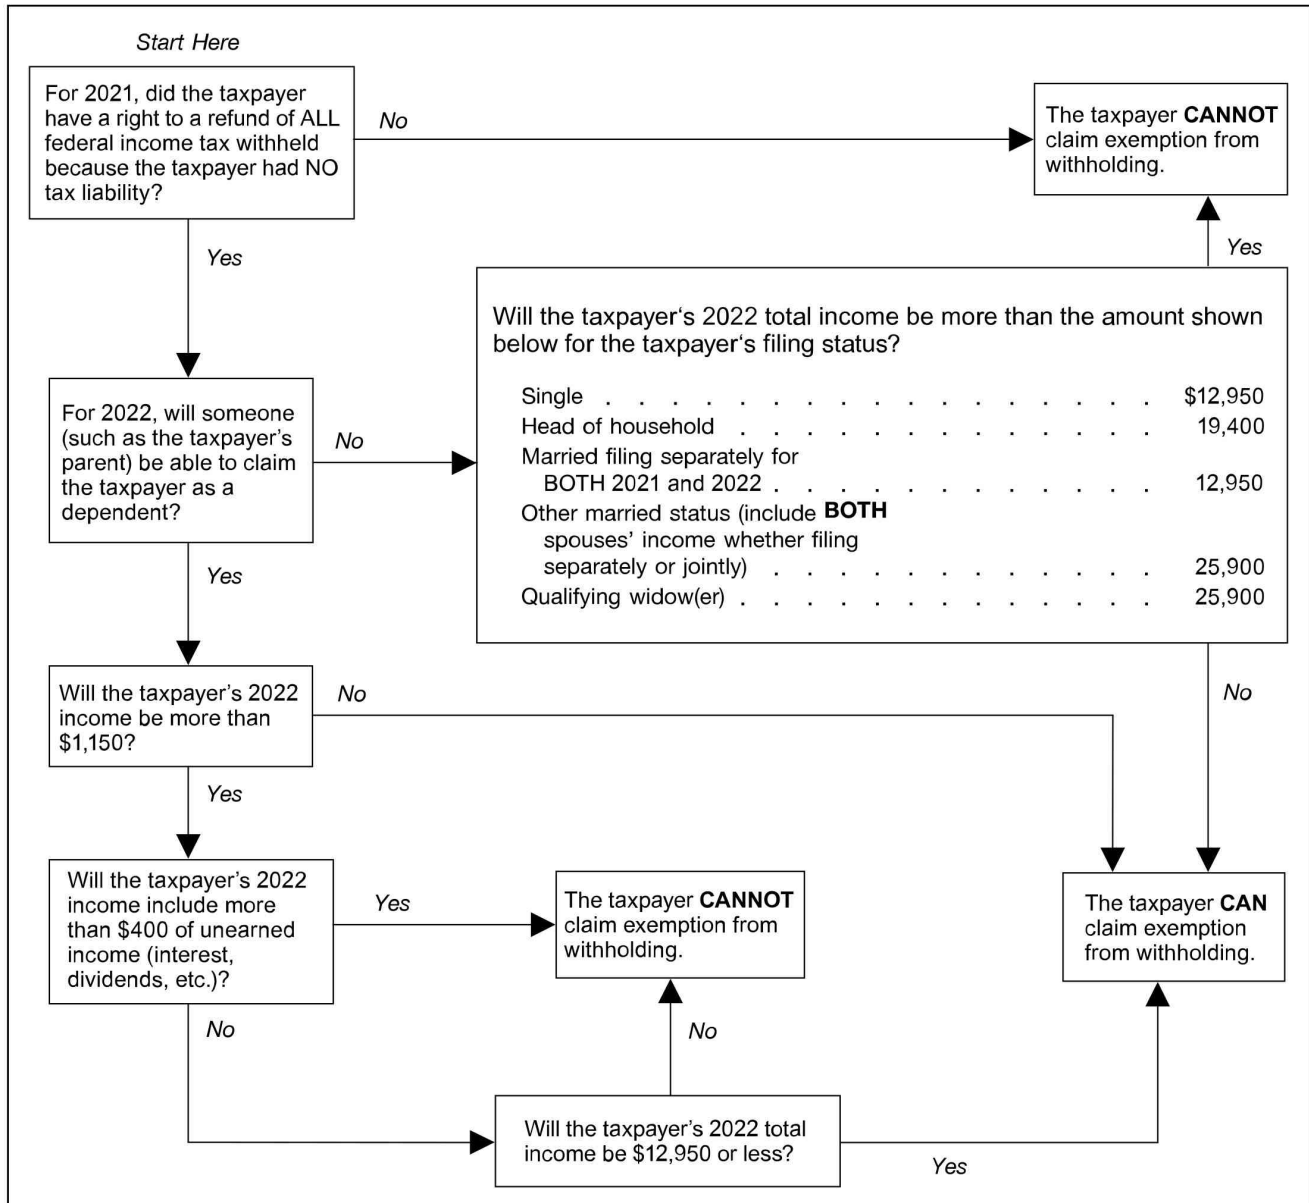 Start Here
For 2021, did the taxpayer
have a right to a refund of ALL
federal income tax withheld
because the taxpayer had NO
tax liability?
No
The taxpayer CANNOT
claim exemption from
withholding.
Yes
Yes
Will the taxpayer‘s 2022 total income be more than the amount shown
below for the taxpayer‘s filing status?
Single . . . . . . . . . . . . . . . . . $12,950
Head of household . . . . . . . . . . . . . 19,400
Married filing separately for
BOTH 2021 and 2022 . . . . . . . . . . . . 12,950
Other married status (include BOTH
spouses’ income whether filing
separately or jointly) . . . . . . . . . . . . 25,900
Qualifying widow(er) . . . . . . . . . . . . . 25,900
For 2022, will someone
(such as the taxpayer’s
parent) be able to claim
the taxpayer as a
dependent?
No
Yes
No
Will the taxpayer’s 2022
income be more than
$1,150?
No
Yes
Will the taxpayer’s 2022
income include more
than $400 of unearned
income (interest,
dividends, etc.)?
Yes
The taxpayer CANNOT
claim exemption from
withholding.
The taxpayer CAN
claim exemption
from withholding.
No
No
Will the taxpayer’s 2022 total
income be $12,950 or less?
Yes